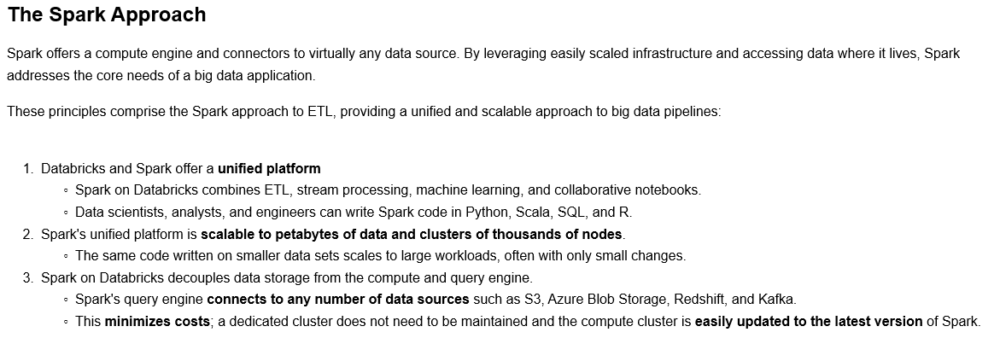 The Spark Approach
Spark offers a compute engine and connectors to virtually any data source. By leveraging easily scaled infrastructure and accessing data where it lives, Spark
addresses the core needs of a big data application.
These principles comprise the Spark approach to ETL, providing a unified and scalable approach to big data pipelines:
1. Databricks and Spark offer a unified platform
◦ Spark on Databricks combines ETL, stream processing, machine learning, and collaborative notebooks.
◦ Data scientists, analysts, and engineers can write Spark code in Python, Scala, SQL, and R.
2. Spark's unified platform is scalable to petabytes of data and clusters of thousands of nodes.
◦ The same code written on smaller data sets scales to large workloads, often with only small changes.
3. Spark on Databricks decouples data storage from the compute and query engine.
◦ Spark's query engine connects to any number of data sources such as S3, Azure Blob Storage, Redshift, and Kafka.
◦ This minimizes costs; a dedicated cluster does not need to be maintained and the compute cluster is easily updated to the latest version of Spark.